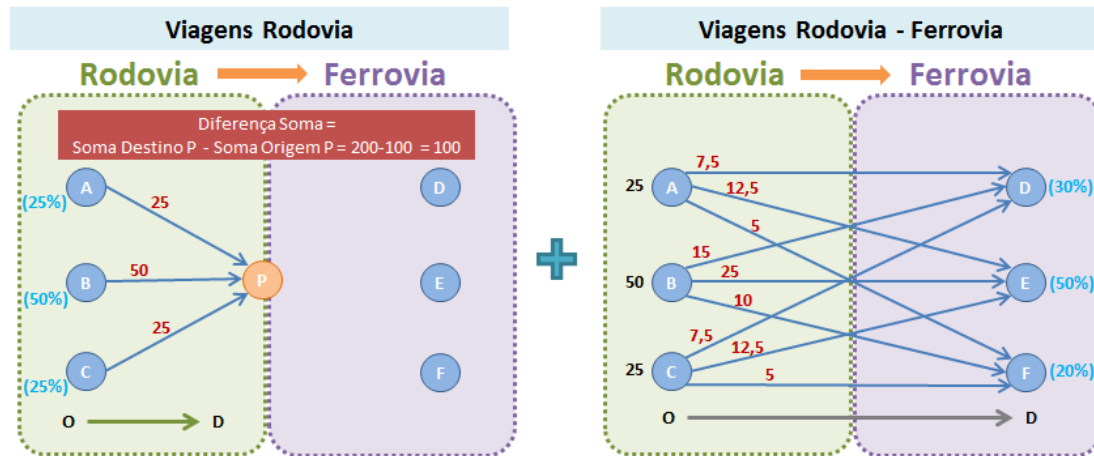 Viagens Rodovia
Rodovia Ferrovia
Diferença Soma =
Soma Destino P - Soma Origem P = 200-100 = 100
A
(25%)
25
D
B
(50%)
50
P
E
C
(25%)
25
F
O D
Viagens Rodovia - Ferrovia
Rodovia Ferrovia
25 A
7,5
12,5
5
D (30%)
50 B
15
25
10
E (50%)
25 C
7,5
12,5
5
F (20%)
O D